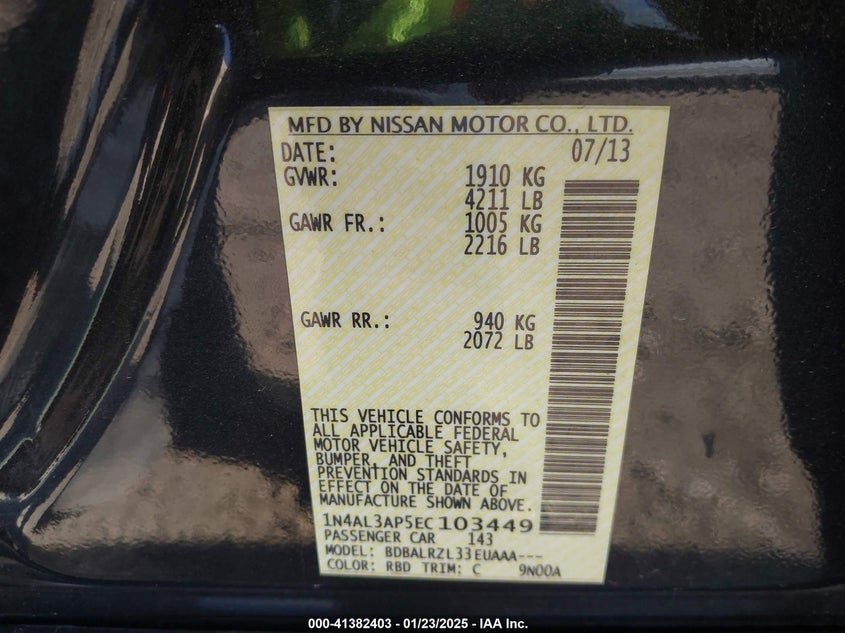 MFD BY NISSAN MOTOR CO., LTD.
DATE: 07/13
GVWR: 1910 KG
4211 LB
GAWR FR.: 1005 KG
2216 LB
GAWR RR.: 940 KG
2072 LB
THIS VEHICLE CONFORMS TO
ALL APPLICABLE FEDERAL
MOTOR VEHICLE SAFETY,
BUMPER, AND THEFT
PREVENTION STANDARDS IN
EFFECT ON THE DATE OF
MANUFACTURE SHOWN ABOVE.
1N4AL3AP5EC103449
PASSENGER CAR 143
MODEL: BDBALRZL33EUAAA---
COLOR: RBD TRIM: C 9N00A
000-41382403 - 01/23/2025 - IAA Inc.